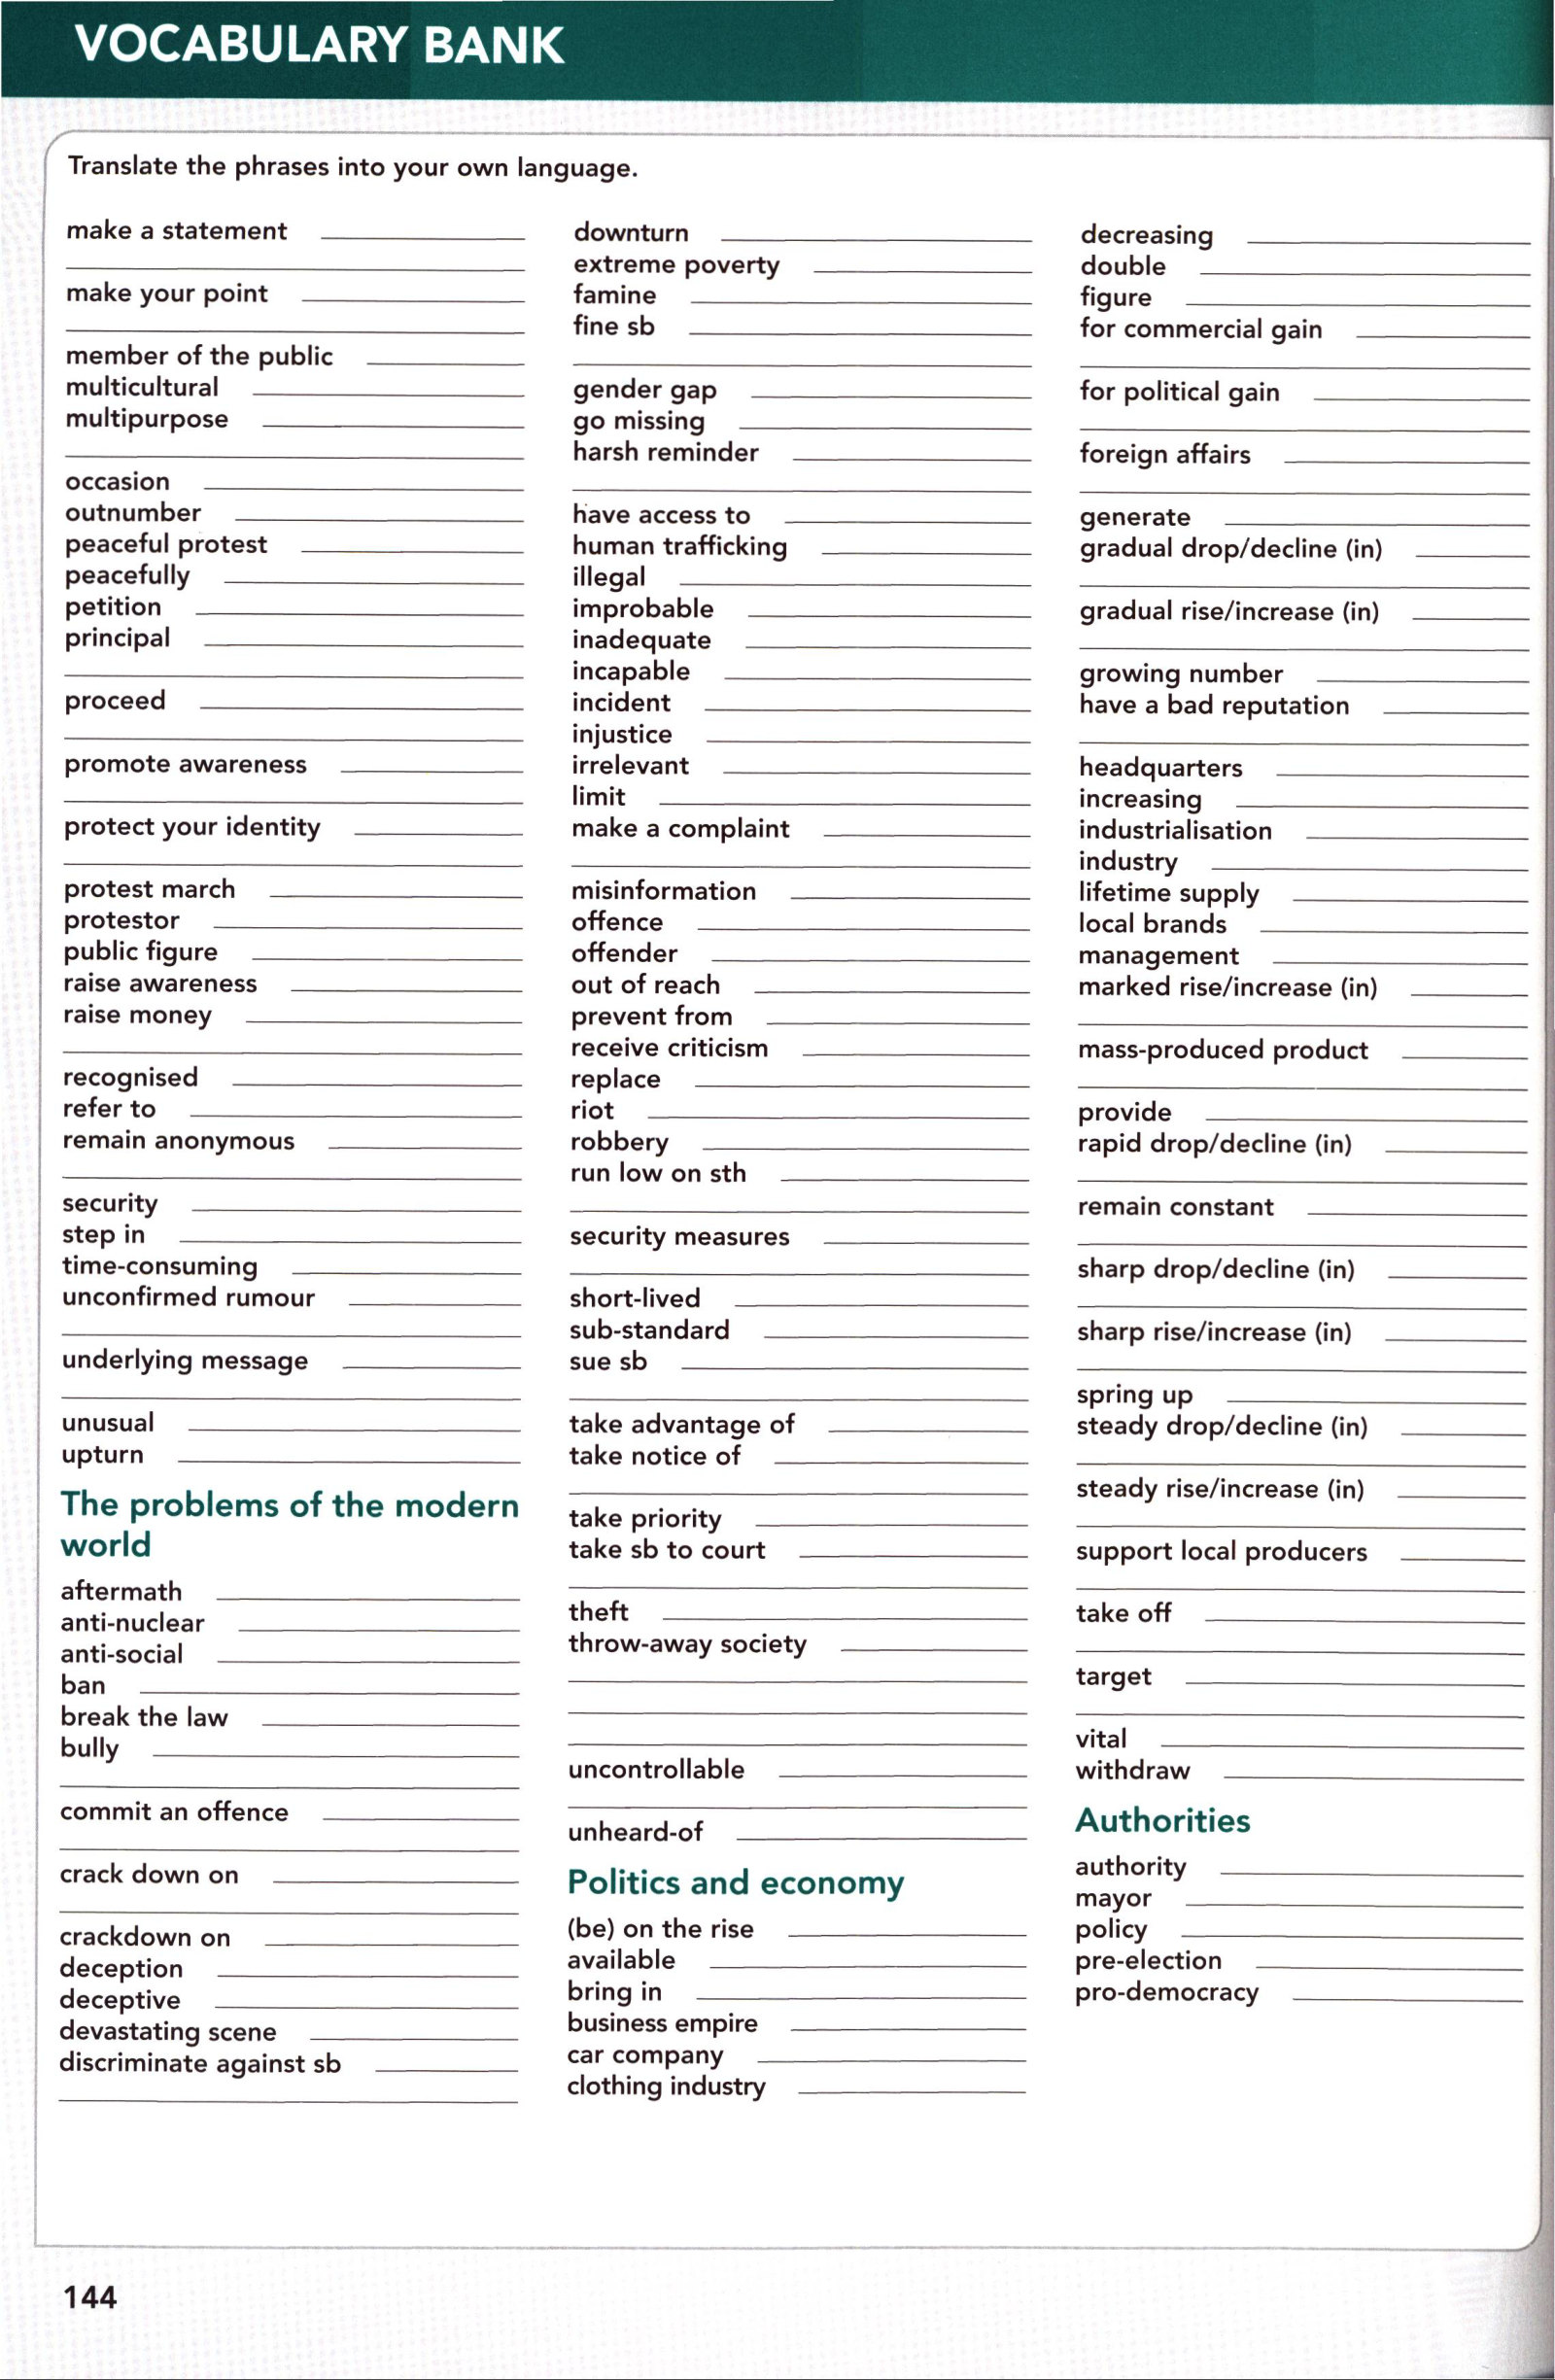 VOCABULARY BANK
Translate the phrases into your own language.
make a statement
make your point
member of the public
multicultural
multipurpose
occasion
outnumber
peaceful protest
peacefully
petition
principal
proceed
promote awareness
protect your identity
protest march
protestor
public figure
raise awareness
raise money
recognised
refer to
remain anonymous
security
step in
time-consuming
unconfirmed rumour
underlying message
unusual
upturn
The problems of the modern
world
aftermath
anti-nuclear
anti-social
ban
break the law
bully
commit an offence
crack down on
crackdown on
deception
deceptive
devastating scene
discriminate against sb
downturn
extreme poverty
famine
fine sb
gender gap
go missing
harsh reminder
have access to
human trafficking
illegal
improbable
inadequate
incapable
incident
injustice
irrelevant
limit
make a complaint
misinformation
offence
offender
out of reach
prevent from
receive criticism
replace
riot
robbery
run low on sth
security measures
short-lived
sub-standard
sue sb
take advantage of
take notice of
take priority
take sb to court
theft
throw-away society
uncontrollable
unheard-of
Politics and economy
(be) on the rise
available
bring in
business empire
car company
clothing industry
decreasing
double
figure
for commercial gain
for political gain
foreign affairs
generate
gradual drop/decline (in)
gradual rise/increase (in)
growing number
have a bad reputation
headquarters
increasing
industrialisation
industry
lifetime supply
local brands
management
marked rise/increase (in)
mass-produced product
provide
rapid drop/decline (in)
remain constant
sharp drop/decline (in)
sharp rise/increase (in)
spring up
steady drop/decline (in)
steady rise/increase (in)
support local producers
take off
target
vital
withdraw
Authorities
authority
mayor
policy
pre-election
pro-democracy
144